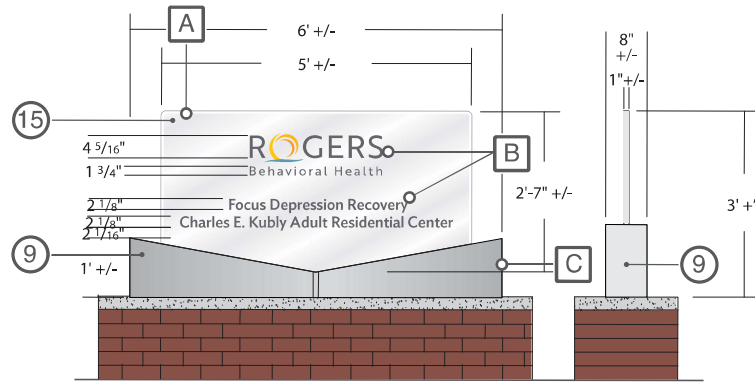 A
6' +/-
5' +/-
8"
+/-
1"+/-
15
4 5/16"
1 3/4"
ROGERS
Behavioral Health
B
2'-7" +/-
3' +'
2 1/8"
Focus Depression Recovery
2 1/8"
Charles E. Kubly Adult Residential Center
2 1/16"
9
1' +/-
C
9